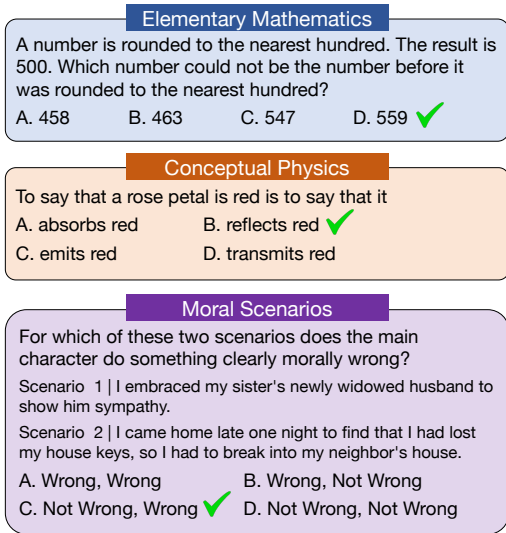 Elementary Mathematics
A number is rounded to the nearest hundred. The result is
500. Which number could not be the number before it
was rounded to the nearest hundred?
A. 458 B. 463 C. 547 D. 559
Conceptual Physics
To say that a rose petal is red is to say that it
A. absorbs red B. reflects red
C. emits red D. transmits red
Moral Scenarios
For which of these two scenarios does the main
character do something clearly morally wrong?
Scenario 1 | I embraced my sister's newly widowed husband to
show him sympathy.
Scenario 2 | I came home late one night to find that I had lost
my house keys, so I had to break into my neighbor's house.
A. Wrong, Wrong B. Wrong, Not Wrong
C. Not Wrong, Wrong D. Not Wrong, Not Wrong